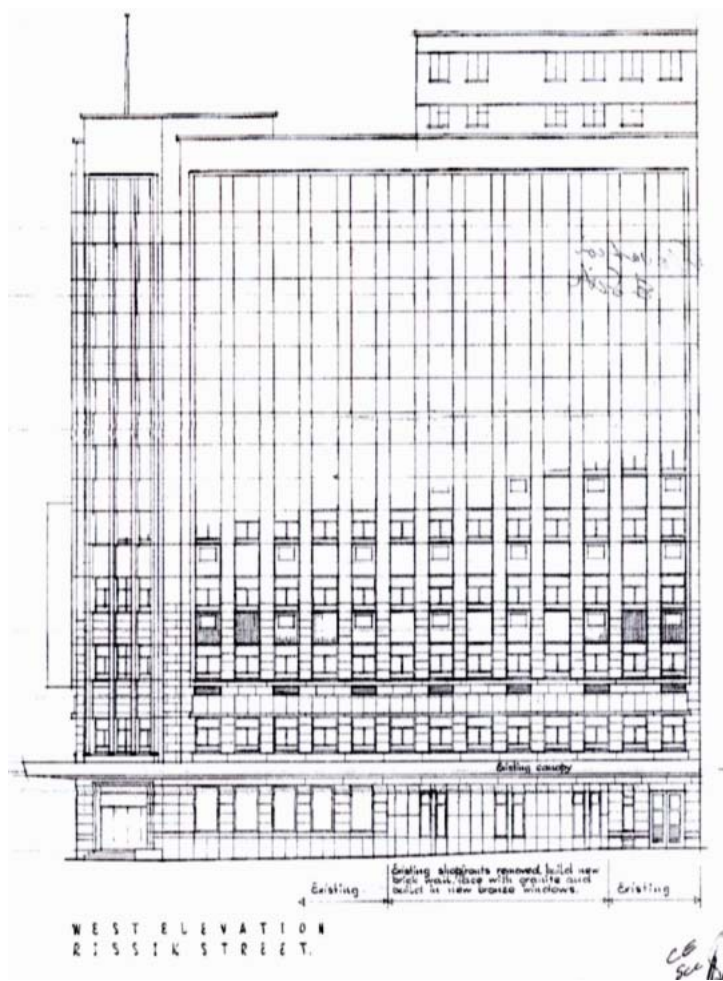 Existing canopy
Existing
Existing shopfronts removed, build new
brick wall, face with granite and
build in new bronze windows.
Existing
WEST ELEVATION
RISSIK STREET.
CE